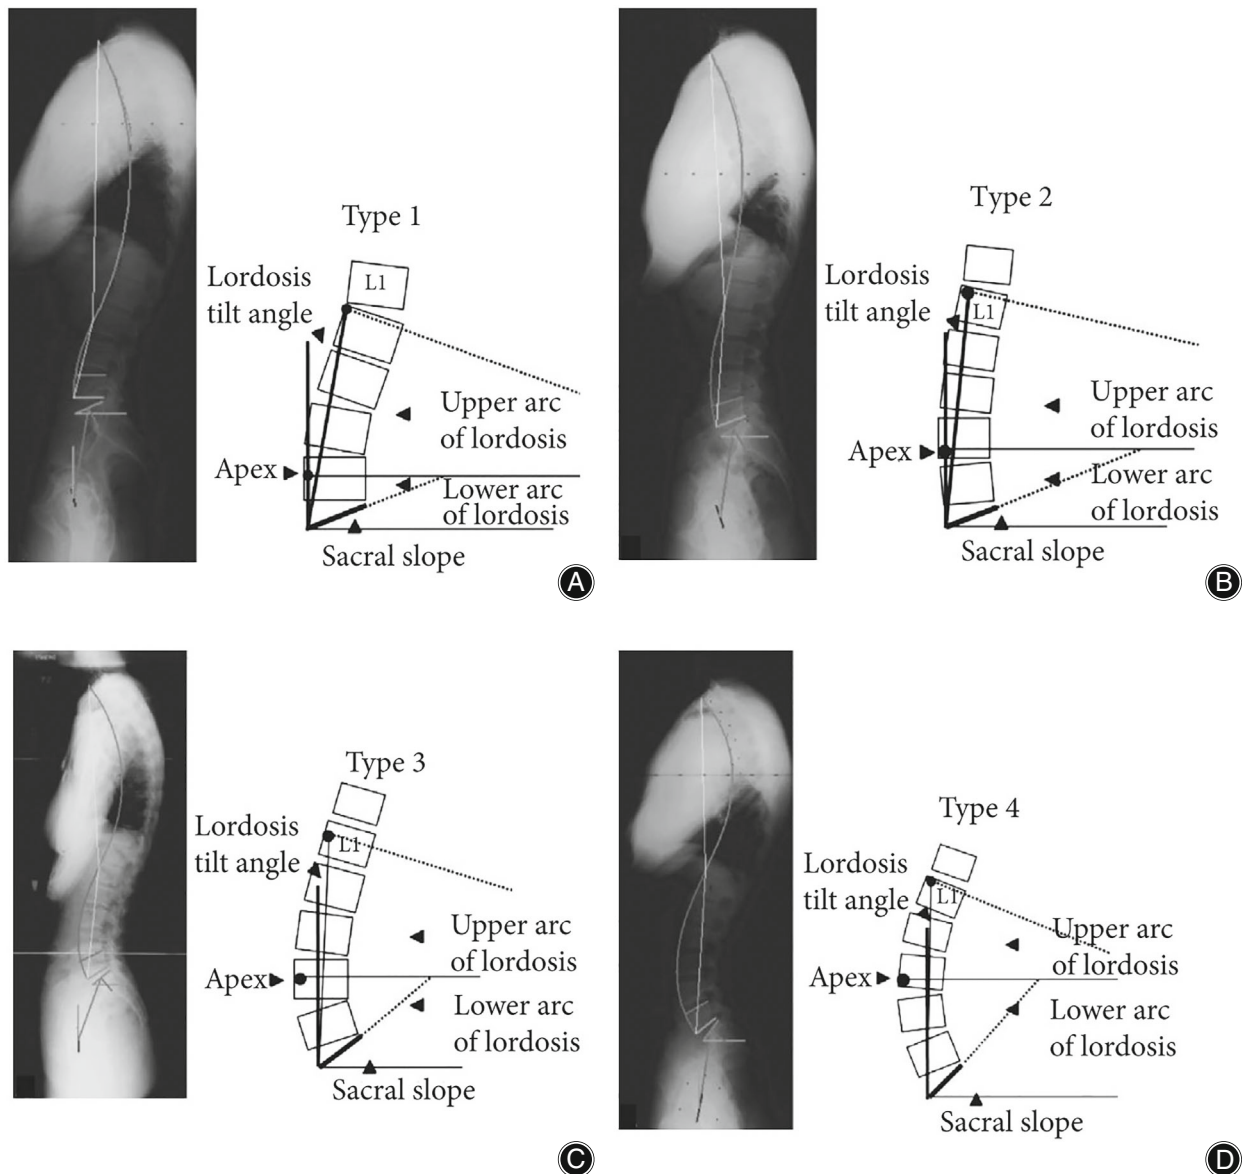 Type 1
Lordosis
tilt angle
L1
Upper arc
of lordosis
Apex
Lower arc
of lordosis
Sacral slope
A
Type 2
Lordosis
tilt angle
L1
Upper arc
of lordosis
Apex
Lower arc
of lordosis
Sacral slope
B
Type 3
Lordosis
tilt angle
L1
Upper arc
of lordosis
Apex
Lower arc
of lordosis
Sacral slope
C
Type 4
Lordosis
tilt angle
L1
Upper arc
of lordosis
Apex
Lower arc
of lordosis
Sacral slope
D